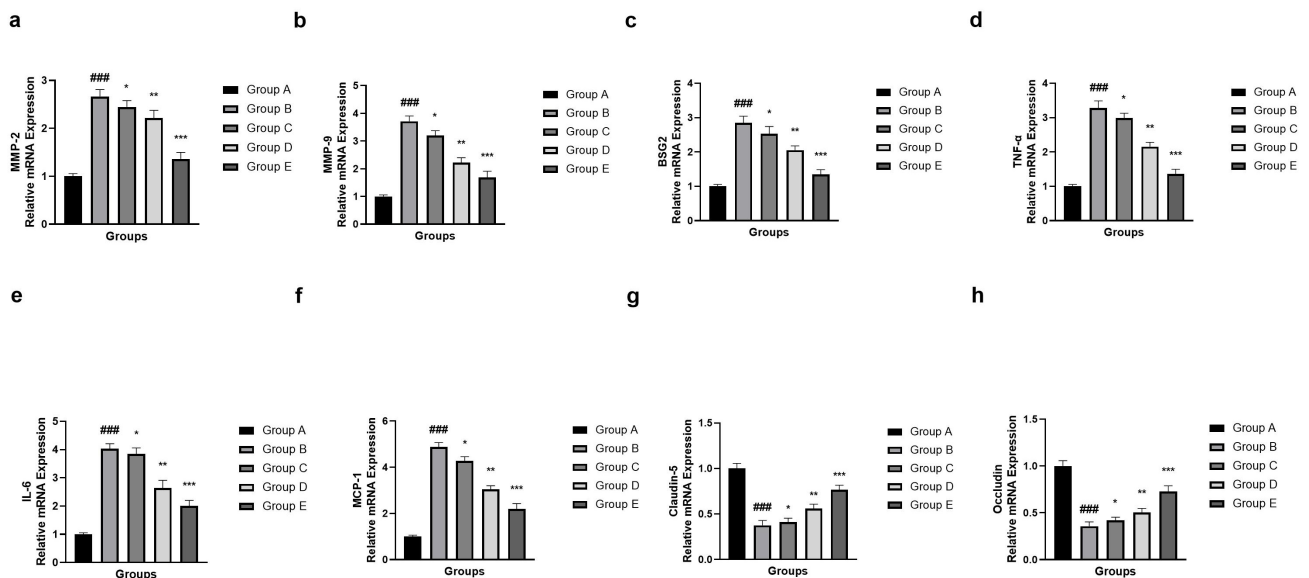 a
MMP-2
Relative mRNA Expression
3
2
1
0
###
*
**
***
Groups
Group A
Group B
Group C
Group D
Group E
b
MMP-9
Relative mRNA Expression
5
4
3
2
1
0
###
*
**
***
Groups
Group A
Group B
Group C
Group D
Group E
c
BSG2
Relative mRNA Expression
4
3
2
1
0
###
*
**
***
Groups
Group A
Group B
Group C
Group D
Group E
d
TNF-α
Relative mRNA Expression
4
3
2
1
0
###
*
**
***
Groups
Group A
Group B
Group C
Group D
Group E
e
IL-6
Relative mRNA Expression
5
4
3
2
1
0
###
*
**
***
Groups
Group A
Group B
Group C
Group D
Group E
f
MCP-1
Relative mRNA Expression
6
4
2
0
###
*
**
***
Groups
Group A
Group B
Group C
Group D
Group E
g
Claudin-5
Relative mRNA Expression
1.5
1.0
0.5
0.0
###
*
**
***
Groups
Group A
Group B
Group C
Group D
Group E
h
Occludin
Relative mRNA Expression
1.5
1.0
0.5
0.0
###
*
**
***
Groups
Group A
Group B
Group C
Group D
Group E